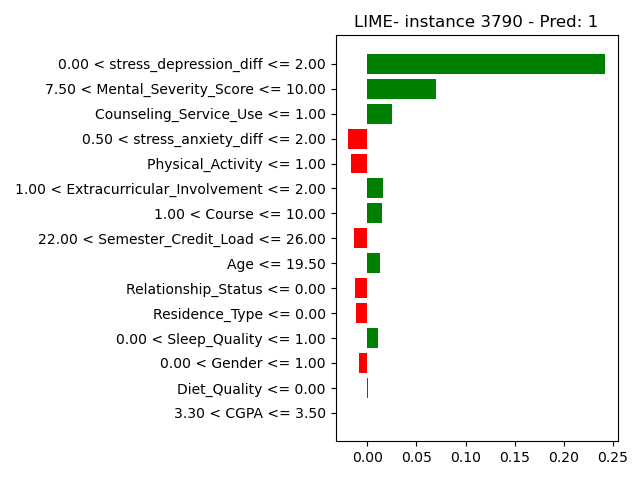 LIME- instance 3790 - Pred: 1
0.00 < stress_depression_diff <= 2.00
7.50 < Mental_Severity_Score <= 10.00
Counseling_Service_Use <= 1.00
0.50 < stress_anxiety_diff <= 2.00
Physical_Activity <= 1.00
1.00 < Extracurricular_Involvement <= 2.00
1.00 < Course <= 10.00
22.00 < Semester_Credit_Load <= 26.00
Age <= 19.50
Relationship_Status <= 0.00
Residence_Type <= 0.00
0.00 < Sleep_Quality <= 1.00
0.00 < Gender <= 1.00
Diet_Quality <= 0.00
3.30 < CGPA <= 3.50
0.00 0.05 0.10 0.15 0.20 0.25